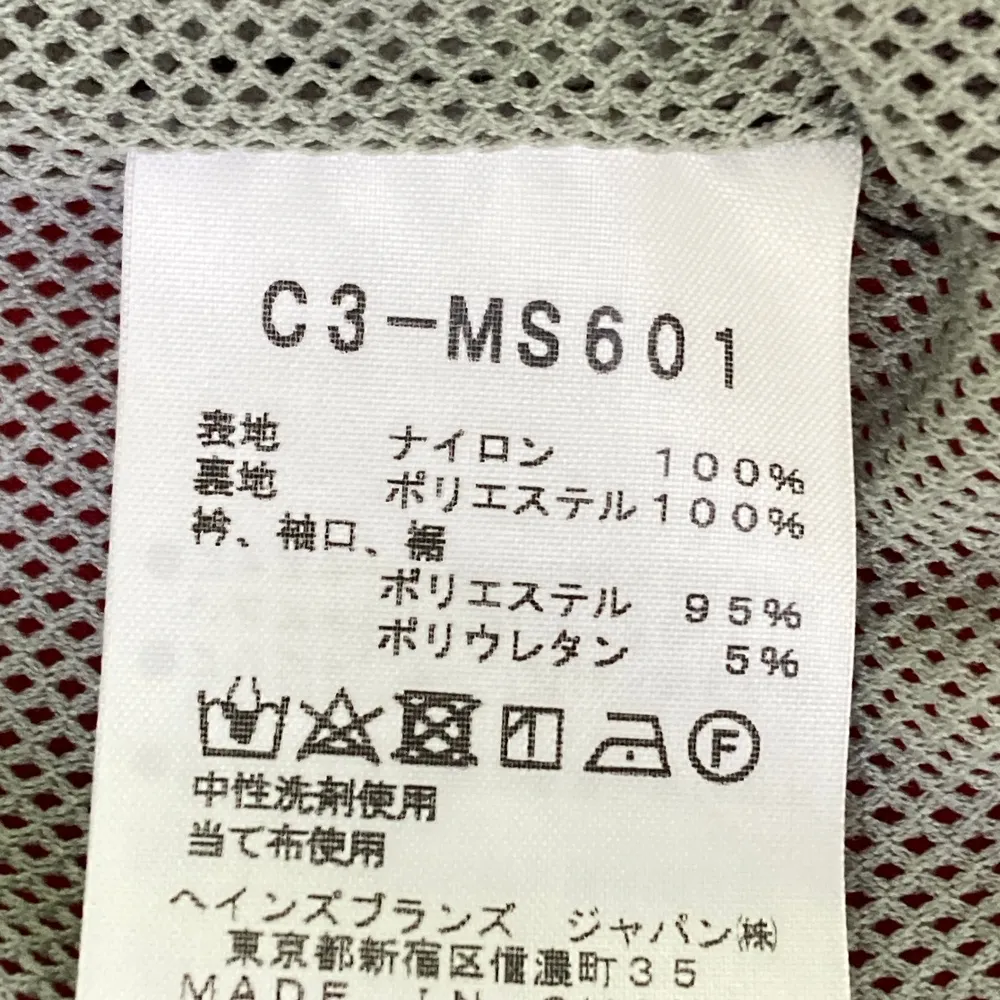 C3-MS601
表地 ナイロン 100%
裏地 ポリエステル 100%
衿、袖口、裾
ポリエステル 95%
ポリウレタン 5%
F
中性洗剤使用
当て布使用
ヘインズブランズ ジャパン㈱
東京都新宿区信濃町35
MADE IN